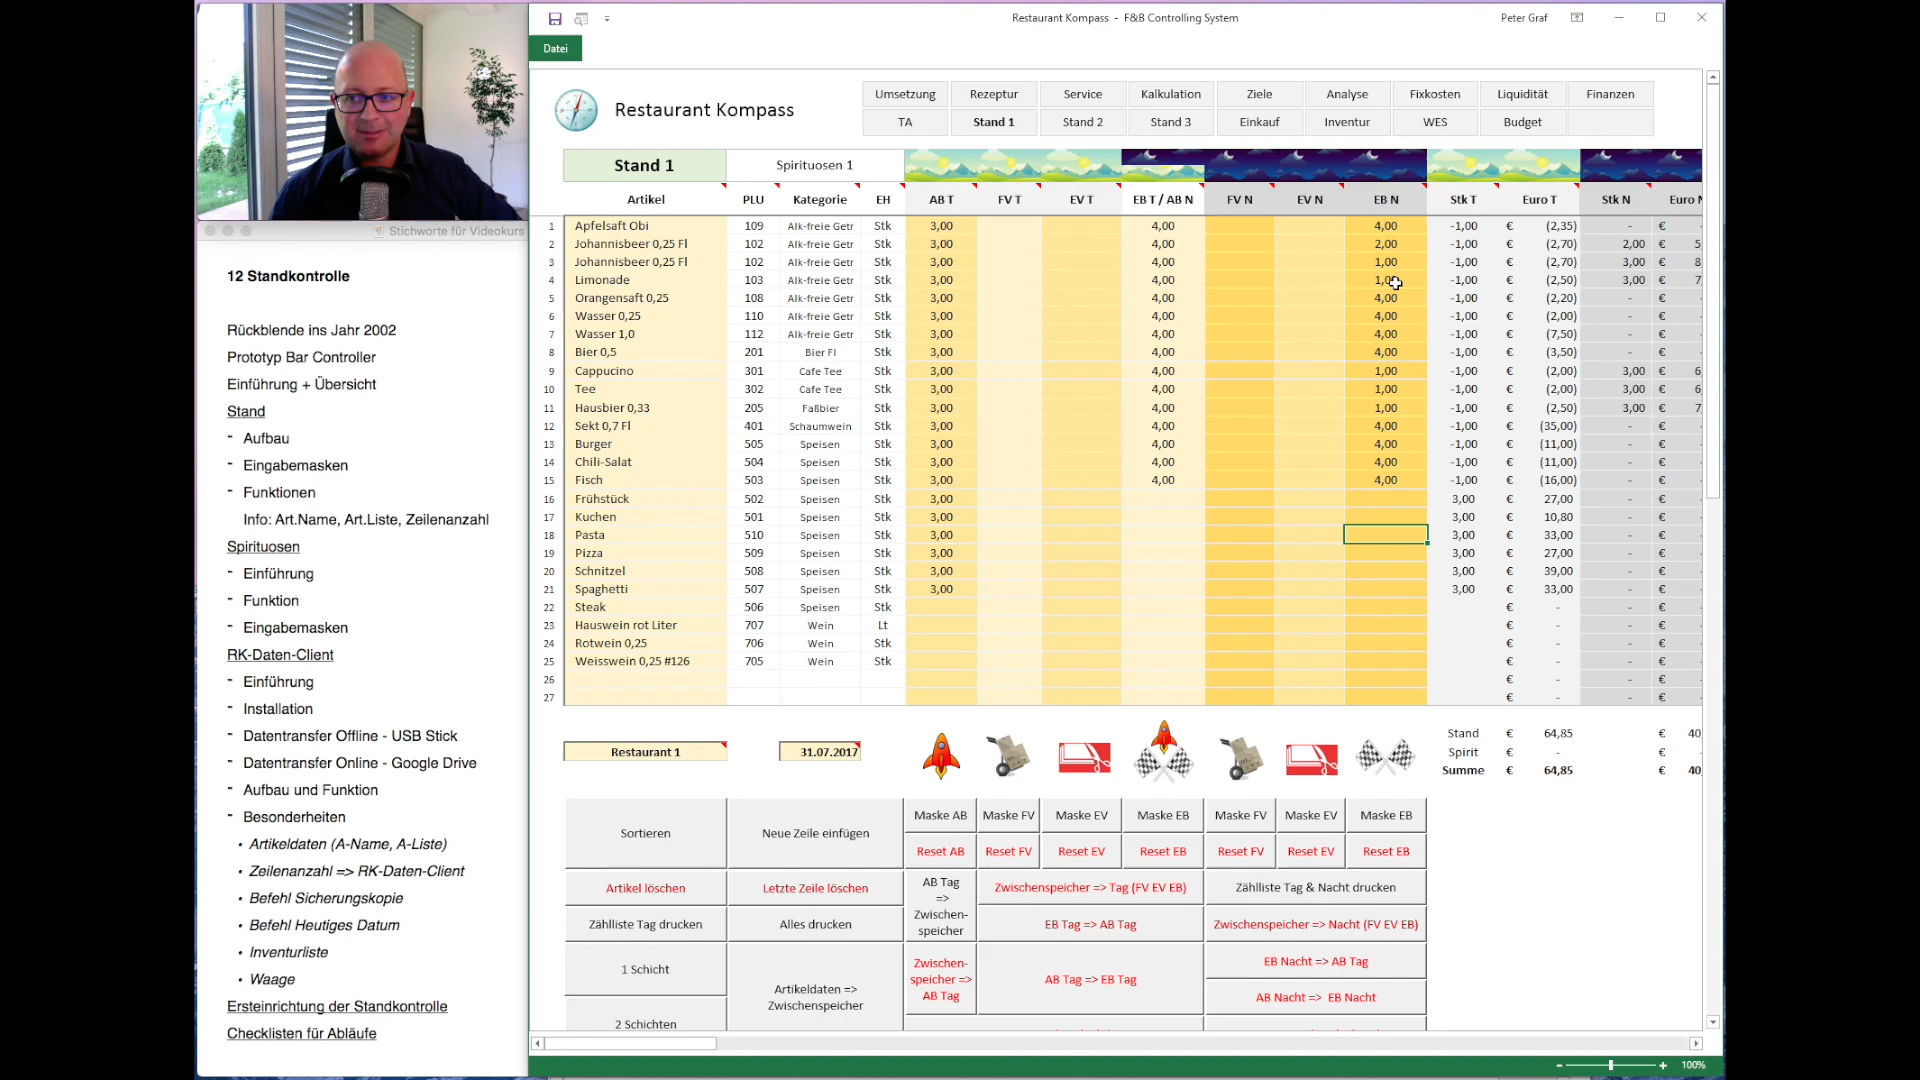 Restaurant Kompass - F&B Controlling System
Peter Graf
Datei
Restaurant Kompass
Umsetzung Rezeptur Service Kalkulation Ziele Analyse Fixkosten Liquidität Finanzen
TA Stand 1 Stand 2 Stand 3 Einkauf Inventur WES Budget
Stichworte für Videokurs
12 Standkontrolle
Rückblende ins Jahr 2002
Prototyp Bar Controller
Einführung + Übersicht
Stand
- Aufbau
- Eingabemasken
- Funktionen
Info: Art.Name, Art.Liste, Zeilenanzahl
Spirituosen
- Einführung
- Funktion
- Eingabemasken
RK-Daten-Client
- Einführung
- Installation
- Datentransfer Offline - USB Stick
- Datentransfer Online - Google Drive
- Aufbau und Funktion
- Besonderheiten
• Artikeldaten (A-Name, A-Liste)
• Zeilenanzahl => RK-Daten-Client
• Befehl Sicherungskopie
• Befehl Heutiges Datum
• Inventurliste
• Waage
Ersteinrichtung der Standkontrolle
Checklisten für Abläufe
Stand 1 Spirituosen 1
Artikel PLU Kategorie EH AB T FV T EV T EB T / AB N FV N EV N EB N Stk T Euro T Stk N Euro N
1 Apfelsaft Obi 109 Alk-freie Getr Stk 3,00 4,00 4,00 -1,00 € (2,35) - € -
2 Johannisbeer 0,25 Fl 102 Alk-freie Getr Stk 3,00 4,00 2,00 -1,00 € (2,70) 2,00 € 5,
3 Johannisbeer 0,25 Fl 102 Alk-freie Getr Stk 3,00 4,00 1,00 -1,00 € (2,70) 3,00 € 8,
4 Limonade 103 Alk-freie Getr Stk 3,00 4,00 1,0 -1,00 € (2,50) 3,00 € 7,
5 Orangensaft 0,25 108 Alk-freie Getr Stk 3,00 4,00 4,00 -1,00 € (2,20) - € -
6 Wasser 0,25 110 Alk-freie Getr Stk 3,00 4,00 4,00 -1,00 € (2,00) - € -
7 Wasser 1,0 112 Alk-freie Getr Stk 3,00 4,00 4,00 -1,00 € (7,50) - € -
8 Bier 0,5 201 Bier Fl Stk 3,00 4,00 4,00 -1,00 € (3,50) - € -
9 Cappucino 301 Cafe Tee Stk 3,00 4,00 1,00 -1,00 € (2,00) 3,00 € 6,
10 Tee 302 Cafe Tee Stk 3,00 4,00 1,00 -1,00 € (2,00) 3,00 € 6,
11 Hausbier 0,33 205 Faßbier Stk 3,00 4,00 1,00 -1,00 € (2,50) 3,00 € 7,
12 Sekt 0,7 Fl 401 Schaumwein Stk 3,00 4,00 4,00 -1,00 € (35,00) - € -
13 Burger 505 Speisen Stk 3,00 4,00 4,00 -1,00 € (11,00) - € -
14 Chili-Salat 504 Speisen Stk 3,00 4,00 4,00 -1,00 € (11,00) - € -
15 Fisch 503 Speisen Stk 3,00 4,00 4,00 -1,00 € (16,00) - € -
16 Frühstück 502 Speisen Stk 3,00 3,00 € 27,00 - € -
17 Kuchen 501 Speisen Stk 3,00 3,00 € 10,80 - € -
18 Pasta 510 Speisen Stk 3,00 3,00 € 33,00 - € -
19 Pizza 509 Speisen Stk 3,00 3,00 € 27,00 - € -
20 Schnitzel 508 Speisen Stk 3,00 3,00 € 39,00 - € -
21 Spaghetti 507 Speisen Stk 3,00 3,00 € 33,00 - € -
22 Steak 506 Speisen Stk € - - € -
23 Hauswein rot Liter 707 Wein Lt € - - € -
24 Rotwein 0,25 706 Wein Stk € - - € -
25 Weisswein 0,25 #126 705 Wein Stk € - - € -
26 € - - € -
27 € - - € -
Restaurant 1 31.07.2017
Stand € 64,85 € 40,
Spirit € - € -
Summe € 64,85 € 40,
Sortieren Neue Zeile einfügen Maske AB Maske FV Maske EV Maske EB Maske FV Maske EV Maske EB
Reset AB Reset FV Reset EV Reset EB Reset FV Reset EV Reset EB
Artikel löschen Letzte Zeile löschen
AB Tag
=>
Zwischen-
speicher
Zwischenspeicher => Tag (FV EV EB) Zählliste Tag & Nacht drucken
Zählliste Tag drucken Alles drucken EB Tag => AB Tag Zwischenspeicher => Nacht (FV EV EB)
1 Schicht
Artikeldaten =>
Zwischenspeicher
Zwischen-
speicher =>
AB Tag
AB Tag => EB Tag
EB Nacht => AB Tag
AB Nacht => EB Nacht
2 Schichten
100%